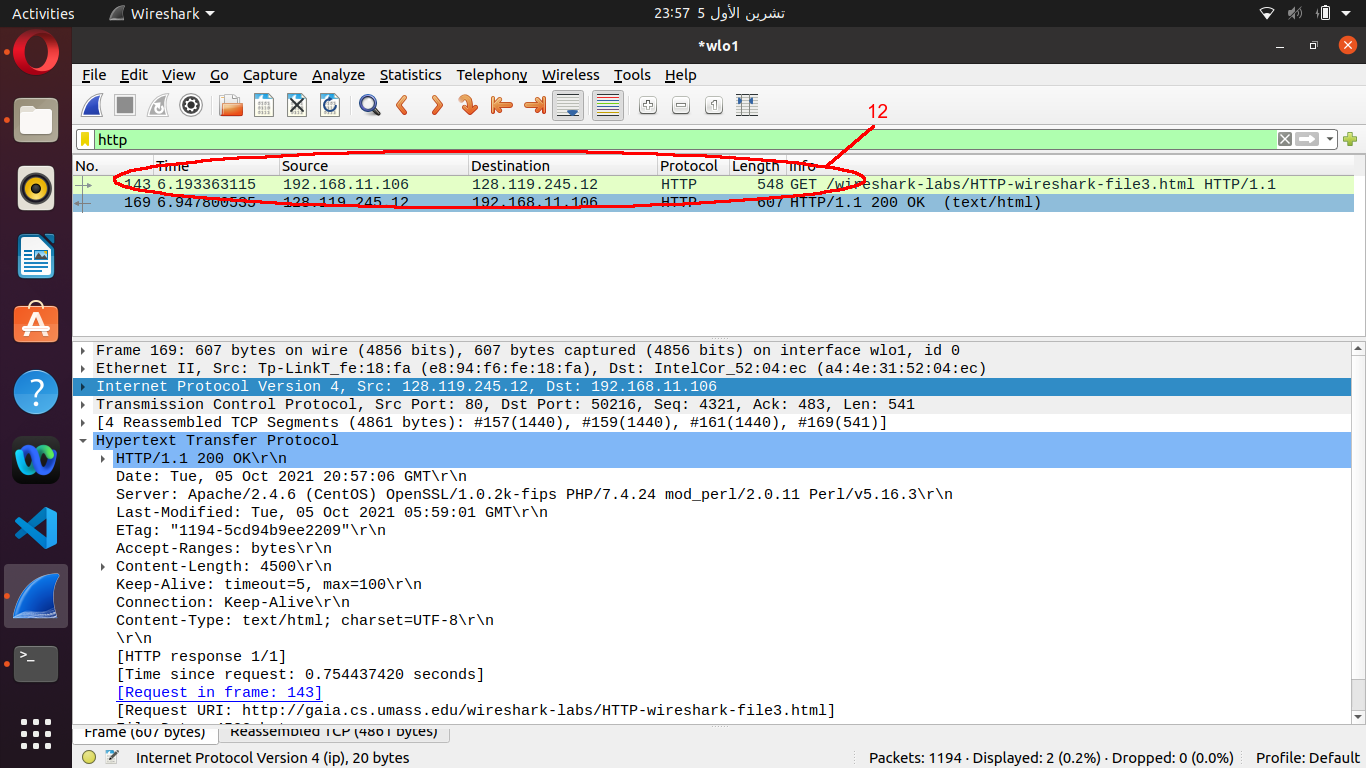 Activities Wireshark 23:57 5 تشرين الأول
*wlo1
File Edit View Go Capture Analyze Statistics Telephony Wireless Tools Help
12
http
No. Time Source Destination Protocol Length Info
143 6.193363115 192.168.11.106 128.119.245.12 HTTP 548 GET /wireshark-labs/HTTP-wireshark-file3.html HTTP/1.1
169 6.947800535 128.119.245.12 192.168.11.106 HTTP 607 HTTP/1.1 200 OK (text/html)
Frame 169: 607 bytes on wire (4856 bits), 607 bytes captured (4856 bits) on interface wlo1, id 0
Ethernet II, Src: Tp-LinkT_fe:18:fa (e8:94:f6:fe:18:fa), Dst: IntelCor_52:04:ec (a4:4e:31:52:04:ec)
Internet Protocol Version 4, Src: 128.119.245.12, Dst: 192.168.11.106
Transmission Control Protocol, Src Port: 80, Dst Port: 50216, Seq: 4321, Ack: 483, Len: 541
[4 Reassembled TCP Segments (4861 bytes): #157(1440), #159(1440), #161(1440), #169(541)]
Hypertext Transfer Protocol
HTTP/1.1 200 OK\r\n
Date: Tue, 05 Oct 2021 20:57:06 GMT\r\n
Server: Apache/2.4.6 (CentOS) OpenSSL/1.0.2k-fips PHP/7.4.24 mod_perl/2.0.11 Perl/v5.16.3\r\n
Last-Modified: Tue, 05 Oct 2021 05:59:01 GMT\r\n
ETag: "1194-5cd94b9ee2209"\r\n
Accept-Ranges: bytes\r\n
Content-Length: 4500\r\n
Keep-Alive: timeout=5, max=100\r\n
Connection: Keep-Alive\r\n
Content-Type: text/html; charset=UTF-8\r\n
\r\n
[HTTP response 1/1]
[Time since request: 0.754437420 seconds]
[Request in frame: 143]
[Request URI: http://gaia.cs.umass.edu/wireshark-labs/HTTP-wireshark-file3.html]
Frame (607 bytes) Reassembled TCP (4861 bytes)
Internet Protocol Version 4 (ip), 20 bytes Packets: 1194 · Displayed: 2 (0.2%) · Dropped: 0 (0.0%) Profile: Default